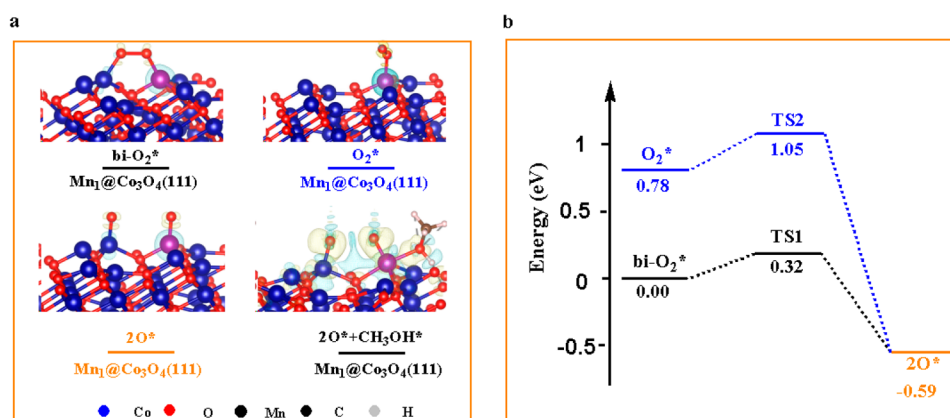 a
b
bi-O₂*
Mn₁@Co₃O₄(111)
O₂*
Mn₁@Co₃O₄(111)
2O*
Mn₁@Co₃O₄(111)
2O*+CH₃OH*
Mn₁@Co₃O₄(111)
Co O Mn C H
Energy (eV)
1
0.5
0
-0.5
O₂*
0.78
TS2
1.05
bi-O₂*
0.00
TS1
0.32
2O*
-0.59